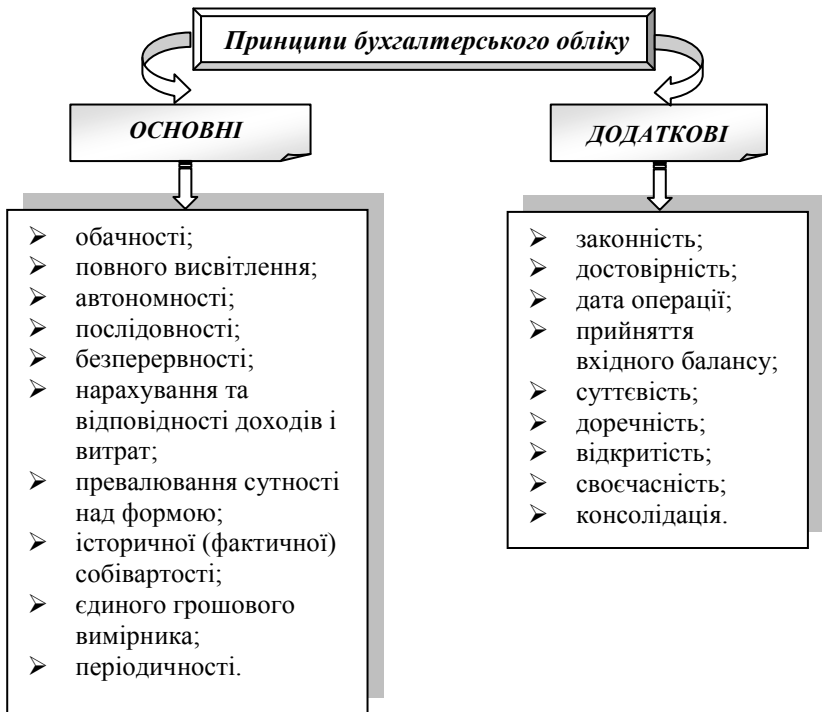 Принципи бухгалтерського обліку
ОСНОВНІ
➢ обачності;
➢ повного висвітлення;
➢ автономності;
➢ послідовності;
➢ безперервності;
➢ нарахування та
відповідності доходів і
витрат;
➢ превалювання сутності
над формою;
➢ історичної (фактичної)
собівартості;
➢ єдиного грошового
вимірника;
➢ періодичності.
ДОДАТКОВІ
➢ законність;
➢ достовірність;
➢ дата операції;
➢ прийняття
вхідного балансу;
➢ суттєвість;
➢ доречність;
➢ відкритість;
➢ своєчасність;
➢ консолідація.